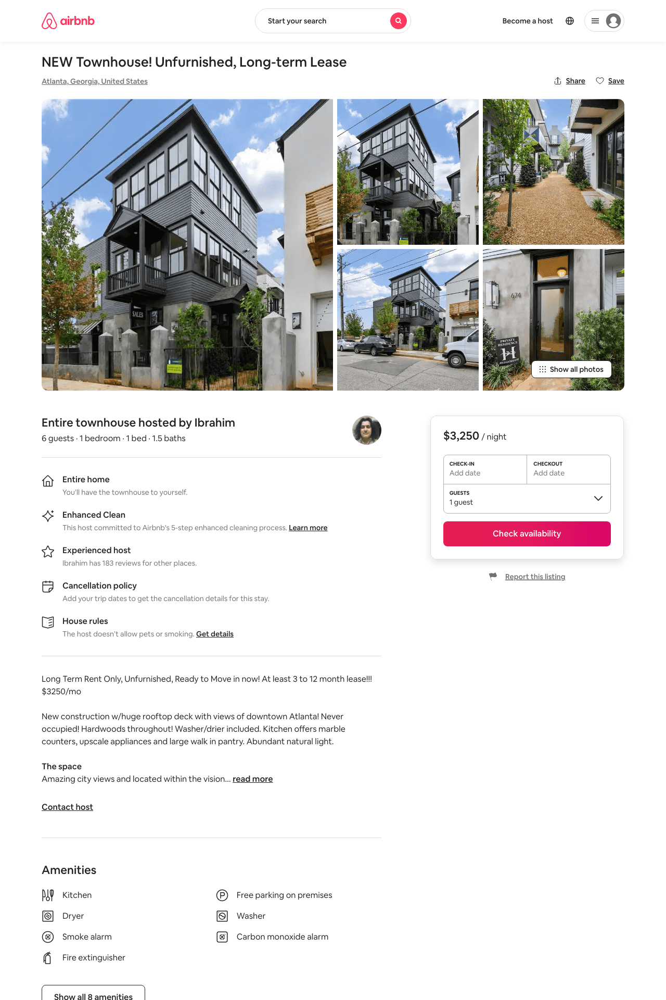 airbnb
Start your search
Become a host
NEW Townhouse! Unfurnished, Long-term Lease
Atlanta, Georgia, United States
Share
Save
SALES
SALES
SOLD
H
674
PRIVATE
RESIDENCE
H
HEDGEWOOD
Show all photos
Entire townhouse hosted by Ibrahim
6 guests · 1 bedroom · 1 bed · 1.5 baths
Entire home
You’ll have the townhouse to yourself.
Enhanced Clean
This host committed to Airbnb's 5-step enhanced cleaning process. Learn more
Experienced host
Ibrahim has 183 reviews for other places.
Cancellation policy
Add your trip dates to get the cancellation details for this stay.
House rules
The host doesn’t allow pets or smoking. Get details
$3,250 / night
CHECK-IN
Add date
CHECKOUT
Add date
GUESTS
1 guest
Check availability
Report this listing
Long Term Rent Only, Unfurnished, Ready to Move in now! At least 3 to 12 month lease!!!
$3250/mo
New construction w/huge rooftop deck with views of downtown Atlanta! Never
occupied! Hardwoods throughout! Washer/drier included. Kitchen offers marble
counters, upscale appliances and large walk in pantry. Abundant natural light.
The space
Amazing city views and located within the vision... read more
Contact host
Amenities
Kitchen
Free parking on premises
Dryer
Washer
Smoke alarm
Carbon monoxide alarm
Fire extinguisher
Show all 8 amenities